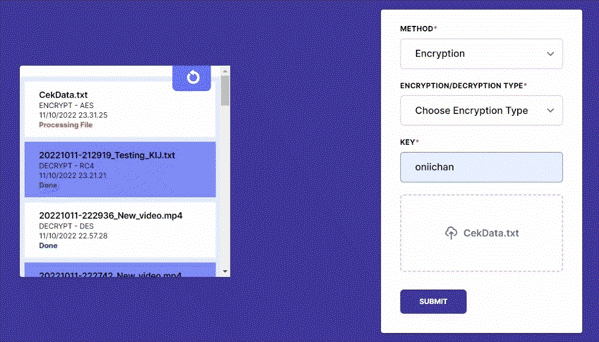 CekData.txt
ENCRYPT - AES
11/10/2022 23.31.25
Processing File
20221011-212919_Testing_KIJ.txt
DECRYPT - RC4
11/10/2022 23.21.21
Done
20221011-222936_New_video.mp4
DECRYPT - DES
11/10/2022 22.57.28
Done
20221011-222742_New_video.mp4
METHOD*
Encryption
ENCRYPTION/DECRYPTION TYPE*
Choose Encryption Type
KEY*
oniichan
CekData.txt
SUBMIT